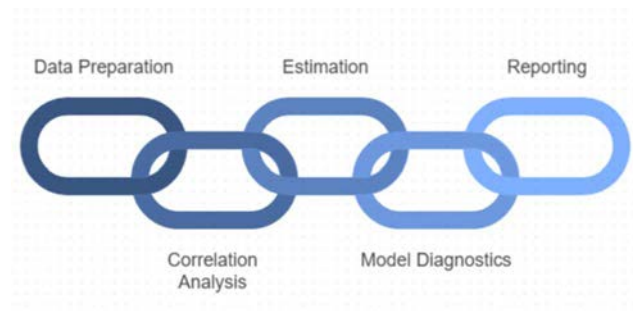 Data Preparation
Estimation
Reporting
Correlation
Analysis
Model Diagnostics